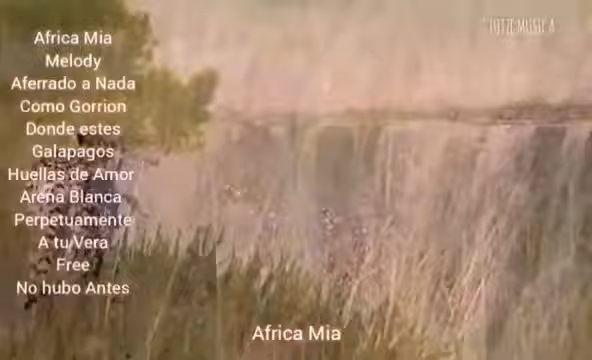 Africa Mia
Melody
Aferrado a Nada
Como Gorrion
Donde estes
Galapagos
Huellas de Amor
Arena Blanca
Perpetuamente
A tu Vera
Free
No hubo Antes
Africa Mia